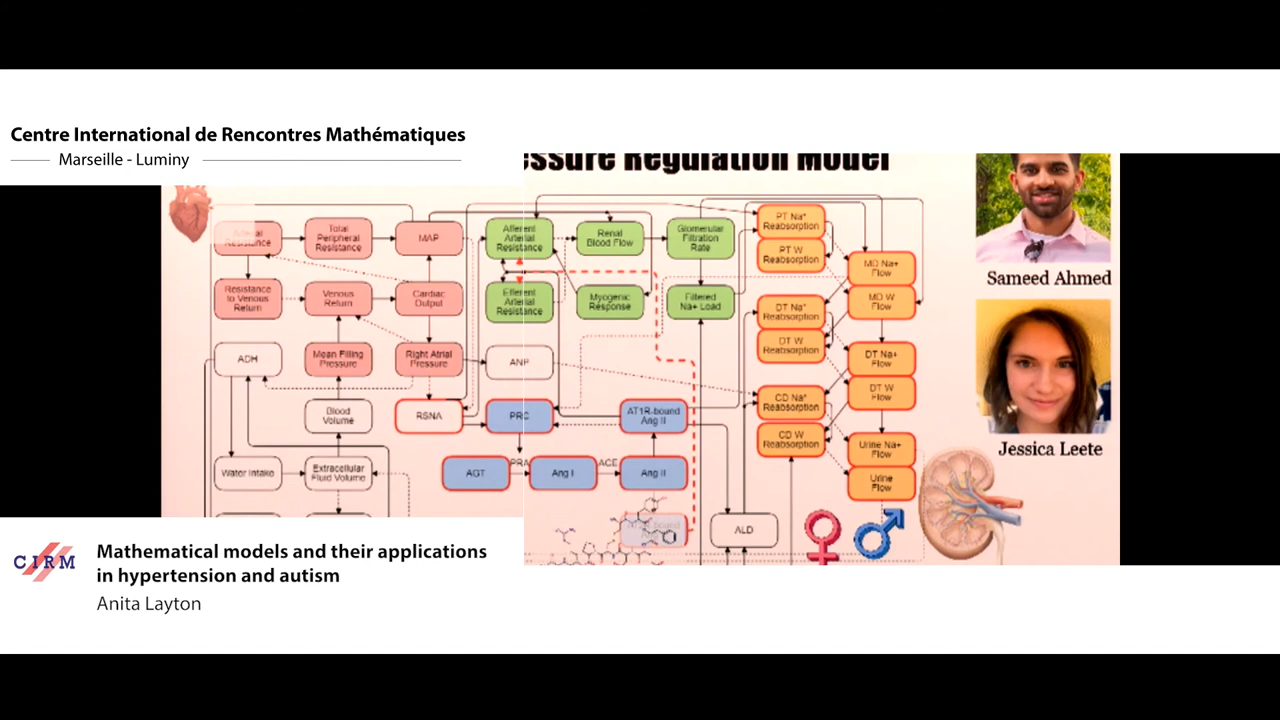 Centre International de Rencontres Mathématiques
Marseille - Luminy
Pressure Regulation Model
Arterial
Resistance
Total
Peripheral
Resistance
MAP
Afferent
Arterial
Resistance
Renal
Blood Flow
Glomerular
Filtration
Rate
PT Na+
Reabsorption
PT W
Reabsorption
MD Na+
Flow
MD W
Flow
Resistance
to Venous
Return
Venous
Return
Cardiac
Output
Efferent
Arterial
Resistance
Myogenic
Response
Filtered
Na+ Load
DT Na+
Reabsorption
DT W
Reabsorption
DT Na+
Flow
DT W
Flow
ADH
Mean Filling
Pressure
Right Atrial
Pressure
ANP
CD Na+
Reabsorption
CD W
Reabsorption
Blood
Volume
RSNA
PRC
AT1R-bound
Ang II
Urine Na+
Flow
Urine
Flow
Water Intake
Extracellular
Fluid Volume
AGT
PRA
Ang I
ACE
Ang II
ALD
Sameed Ahmed
Jessica Leete
CIRM
Mathematical models and their applications
in hypertension and autism
Anita Layton